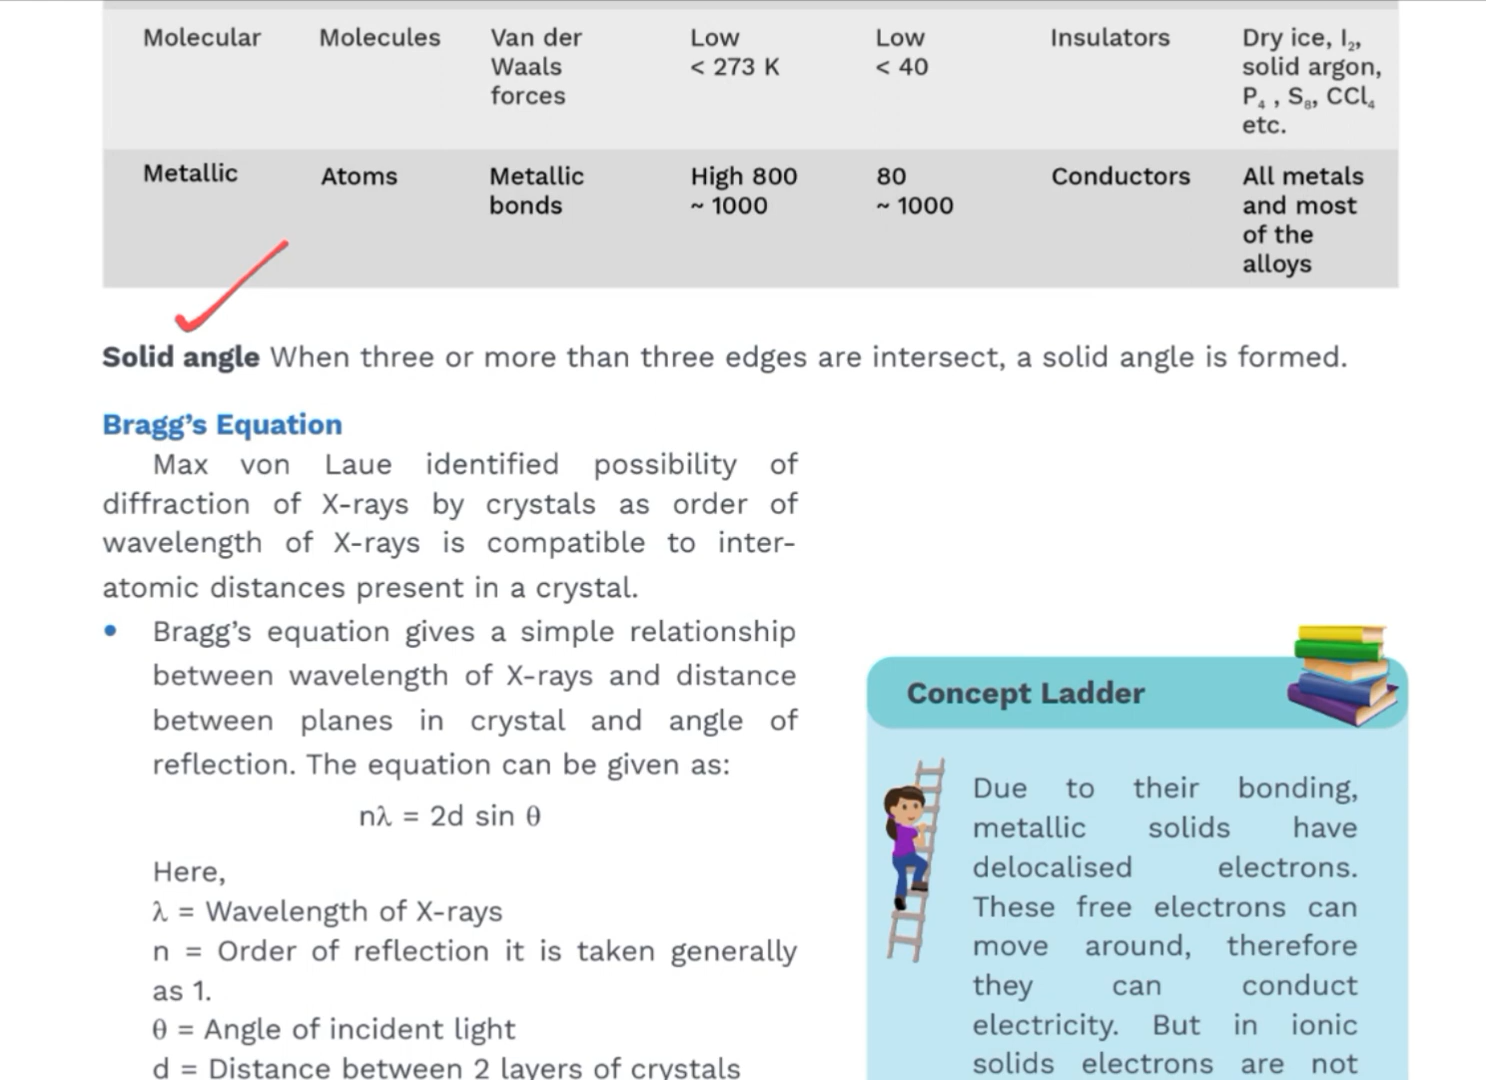 Molecular Molecules Van der Waals forces Low < 273 K Low < 40 Insulators Dry ice, I₂, solid argon, P₄ , S₈, CCl₄ etc.
Metallic Atoms Metallic bonds High 800 ~ 1000 80 ~ 1000 Conductors All metals and most of the alloys
Solid angle When three or more than three edges are intersect, a solid angle is formed.
Bragg’s Equation
Max von Laue identified possibility of
diffraction of X-rays by crystals as order of
wavelength of X-rays is compatible to inter-
atomic distances present in a crystal.
• Bragg’s equation gives a simple relationship
between wavelength of X-rays and distance
between planes in crystal and angle of
reflection. The equation can be given as:
nλ = 2d sin θ
Here,
λ = Wavelength of X-rays
n = Order of reflection it is taken generally
as 1.
θ = Angle of incident light
d = Distance between 2 layers of crystals
Concept Ladder
Due to their bonding,
metallic solids have
delocalised electrons.
These free electrons can
move around, therefore
they can conduct
electricity. But in ionic
solids electrons are not